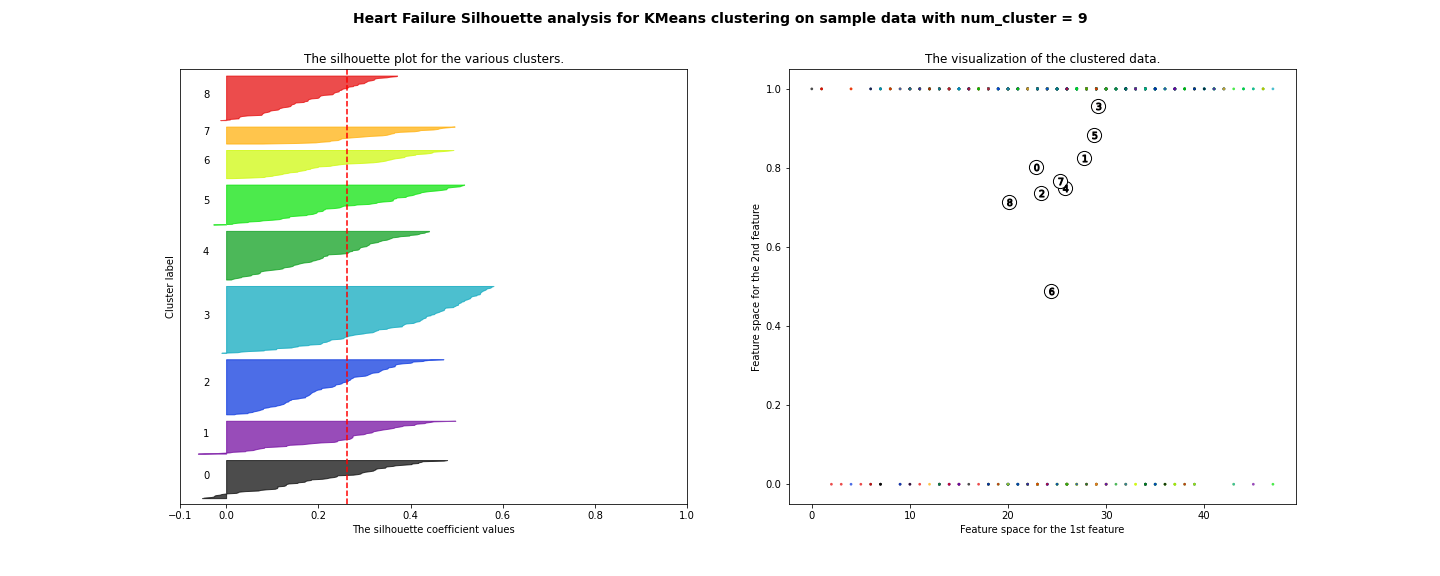 Heart Failure Silhouette analysis for KMeans clustering on sample data with num_cluster = 9
The silhouette plot for the various clusters.
Cluster label
8
7
6
5
4
3
2
1
0
−0.1 0.0 0.2 0.4 0.6 0.8 1.0
The silhouette coefficient values
The visualization of the clustered data.
Feature space for the 2nd feature
1.0
0.8
0.6
0.4
0.2
0.0
3
5
1
0
7
4
2
8
6
0 10 20 30 40
Feature space for the 1st feature